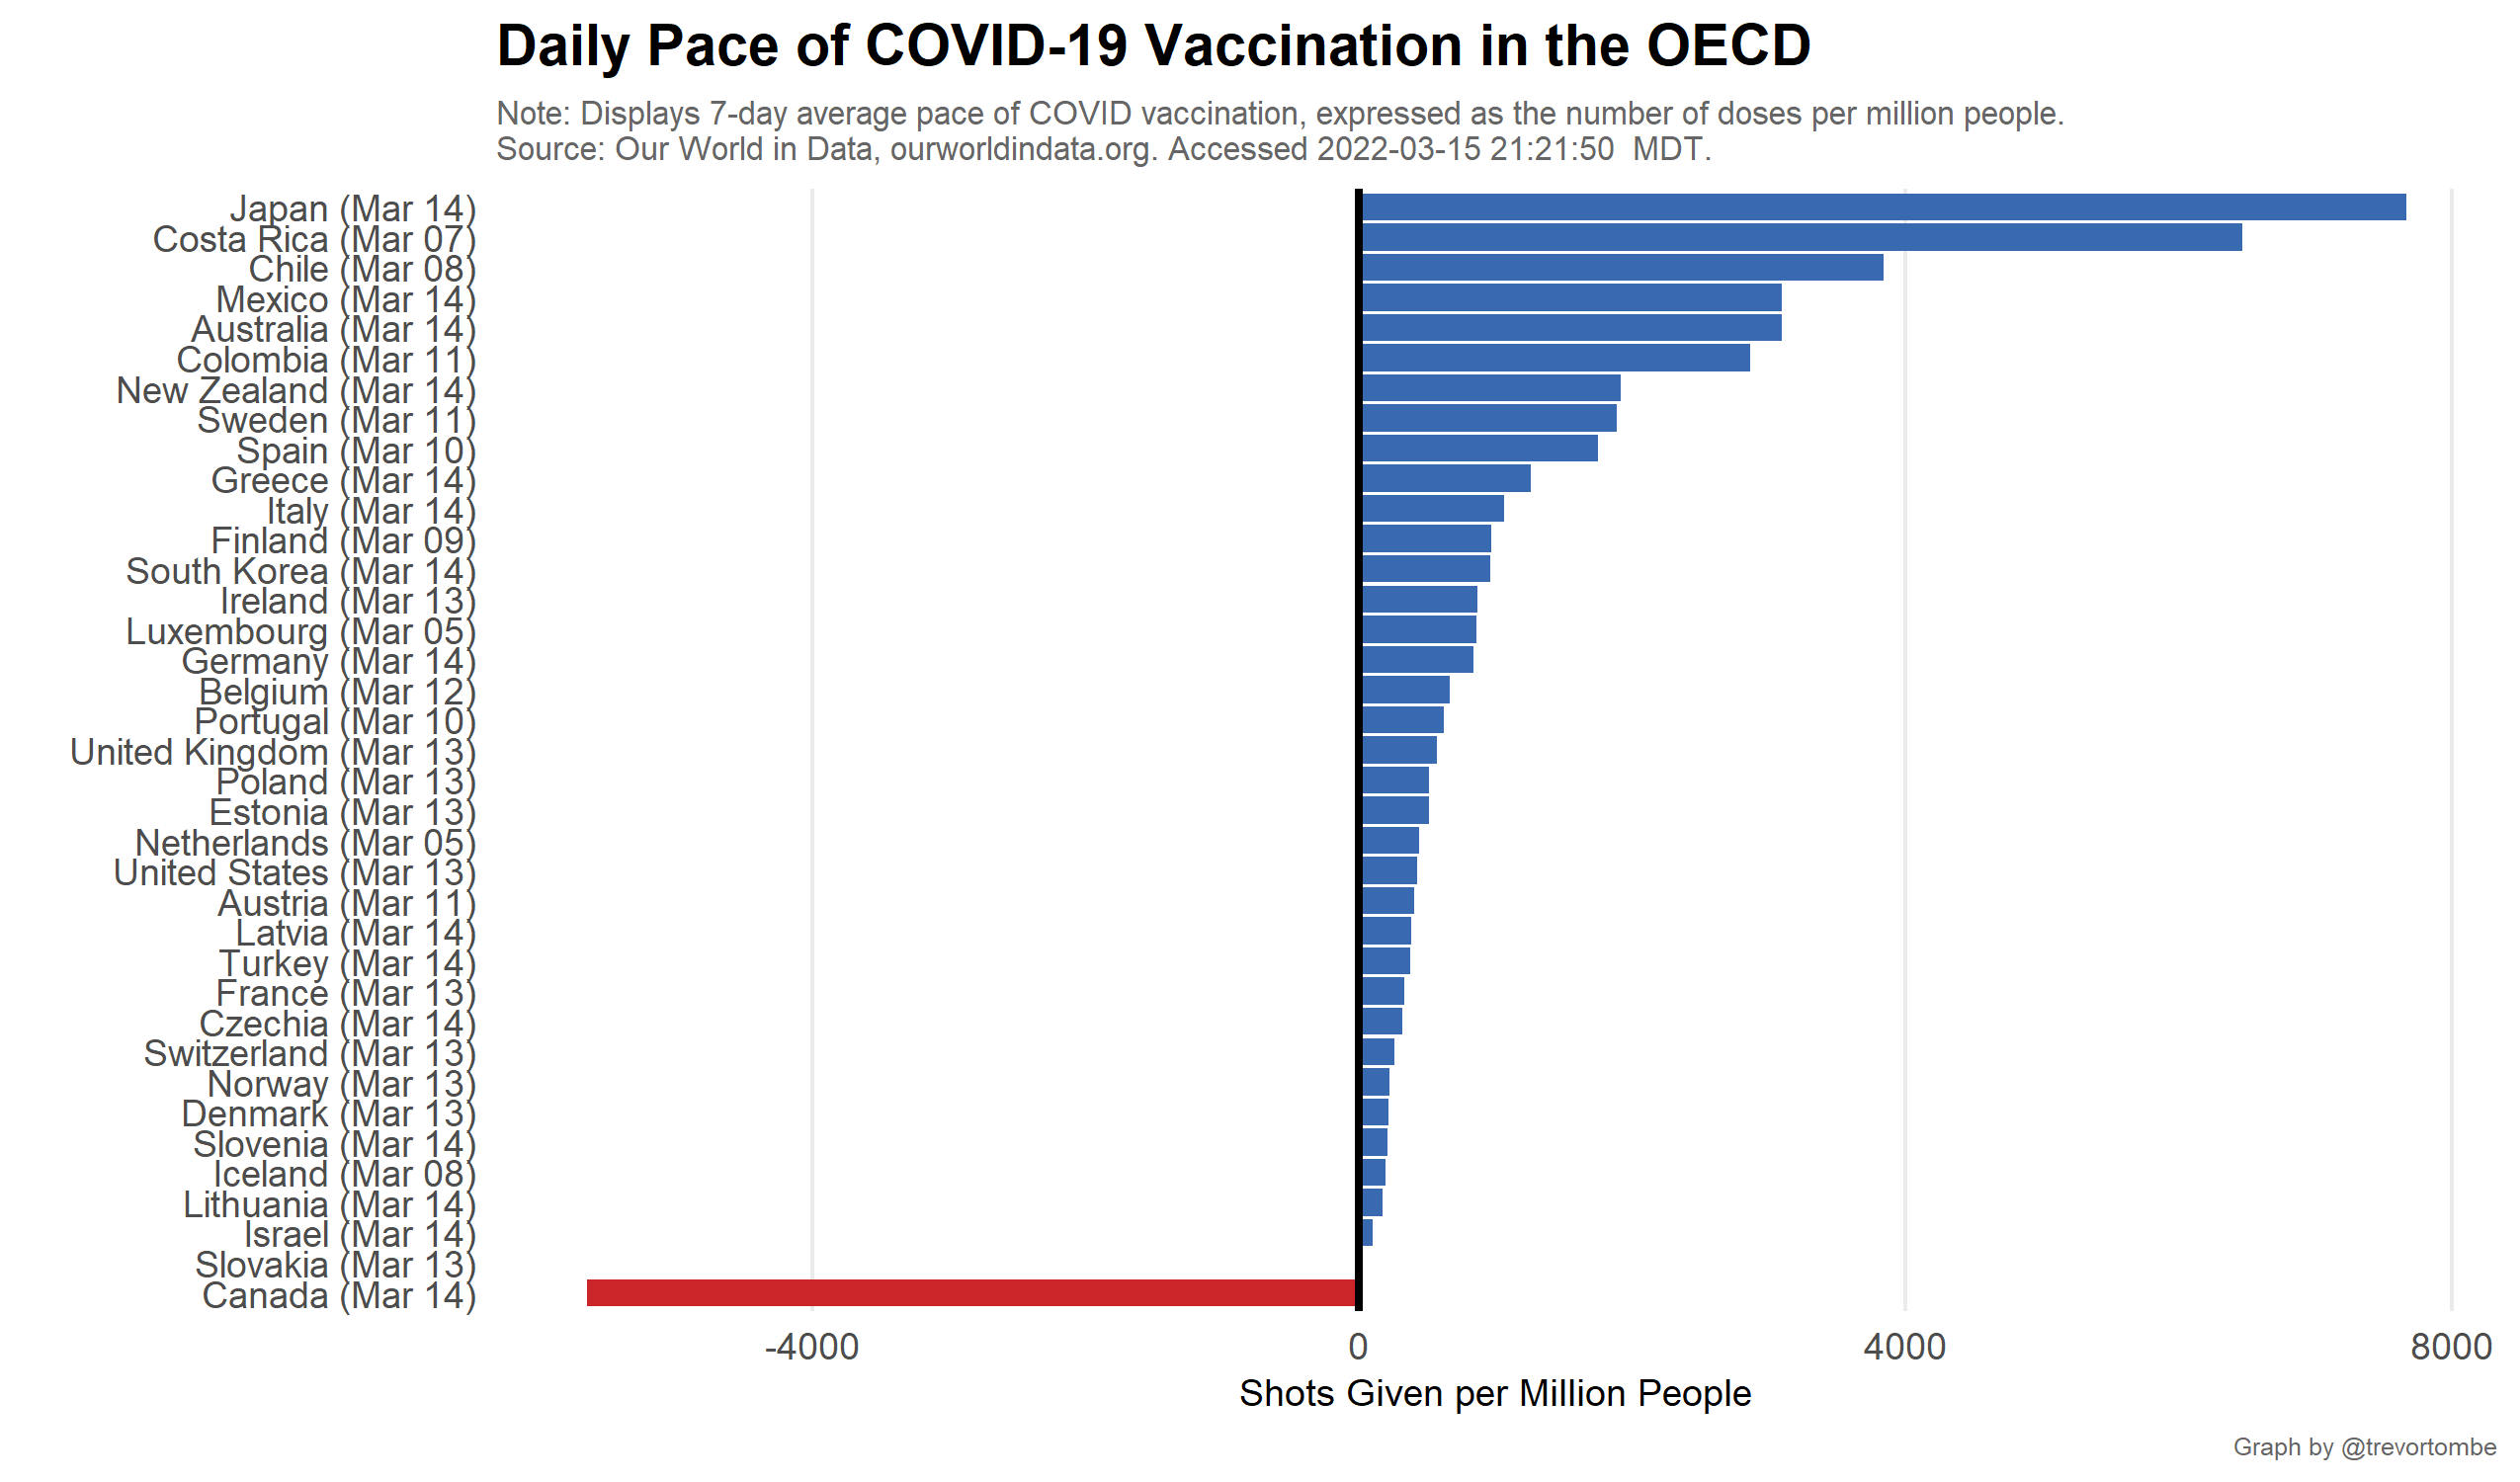 Daily Pace of COVID-19 Vaccination in the OECD
Note: Displays 7-day average pace of COVID vaccination, expressed as the number of doses per million people.
Source: Our World in Data, ourworldindata.org. Accessed 2022-03-15 21:21:50  MDT.
Japan (Mar 14)
Costa Rica (Mar 07)
Chile (Mar 08)
Mexico (Mar 14)
Australia (Mar 14)
Colombia (Mar 11)
New Zealand (Mar 14)
Sweden (Mar 11)
Spain (Mar 10)
Greece (Mar 14)
Italy (Mar 14)
Finland (Mar 09)
South Korea (Mar 14)
Ireland (Mar 13)
Luxembourg (Mar 05)
Germany (Mar 14)
Belgium (Mar 12)
Portugal (Mar 10)
United Kingdom (Mar 13)
Poland (Mar 13)
Estonia (Mar 13)
Netherlands (Mar 05)
United States (Mar 13)
Austria (Mar 11)
Latvia (Mar 14)
Turkey (Mar 14)
France (Mar 13)
Czechia (Mar 14)
Switzerland (Mar 13)
Norway (Mar 13)
Denmark (Mar 13)
Slovenia (Mar 14)
Iceland (Mar 08)
Lithuania (Mar 14)
Israel (Mar 14)
Slovakia (Mar 13)
Canada (Mar 14)
-4000 0 4000 8000
Shots Given per Million People
Graph by @trevortombe